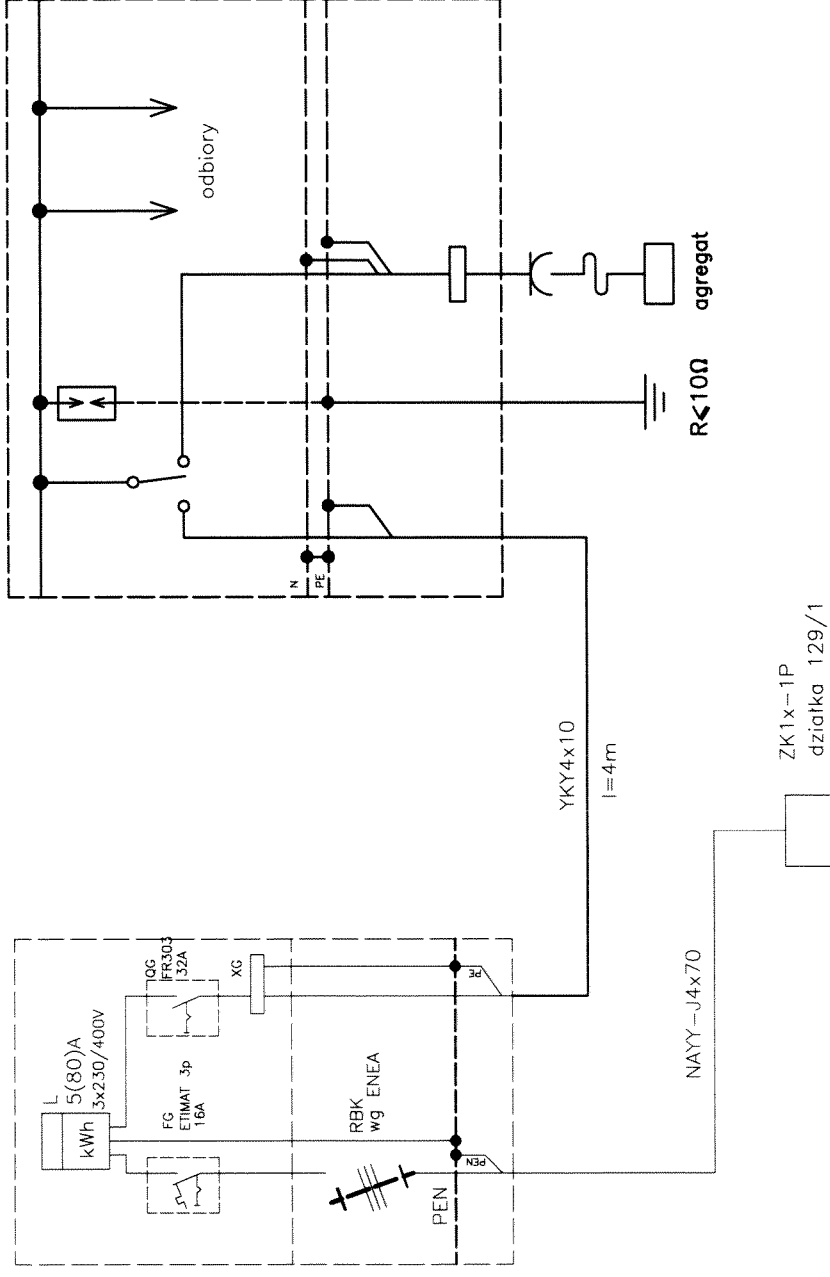 odbiory
agregat
R⩽10Ω
N
PE
YKY4x10
l=4m
ZK1x-1P
działka 129/1
NAYY-J4x70
L
5(80)A
3x230/400V
kWh
QG
FR303
32A
XG
FG
ETIMAT 3p
16A
RBK
wg ENEA
PE
PEN
PEN